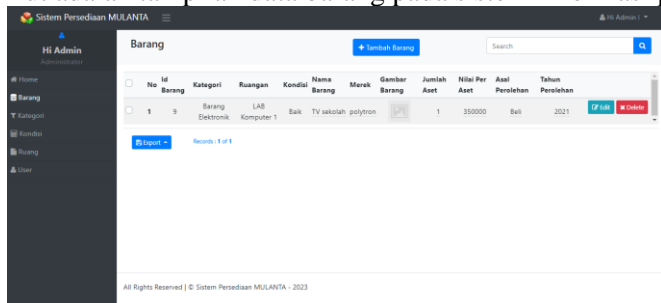 Sistem Persediaan MULANTA
Hi Admin !
Hi Admin
Administrator
Home
Barang
Kategori
Kondisi
Ruang
User
Barang
+ Tambah Barang
Search
No Id Barang Kategori Ruangan Kondisi Nama Barang Merek Gambar Barang Jumlah Aset Nilai Per Aset Asal Perolehan Tahun Perolehan
1 9 Barang Elektronik LAB Komputer 1 Baik TV sekolah polytron 1 350000 Beli 2021 Edit Delete
Export
Records : 1 of 1
All Rights Reserved | © Sistem Persediaan MULANTA - 2023